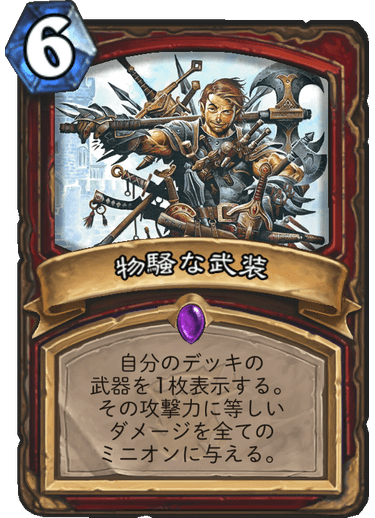 6
物騒な武装
自分のデッキの
武器を1枚表示する。
その攻撃力に等しい
ダメージを全ての
ミニオンに与える。